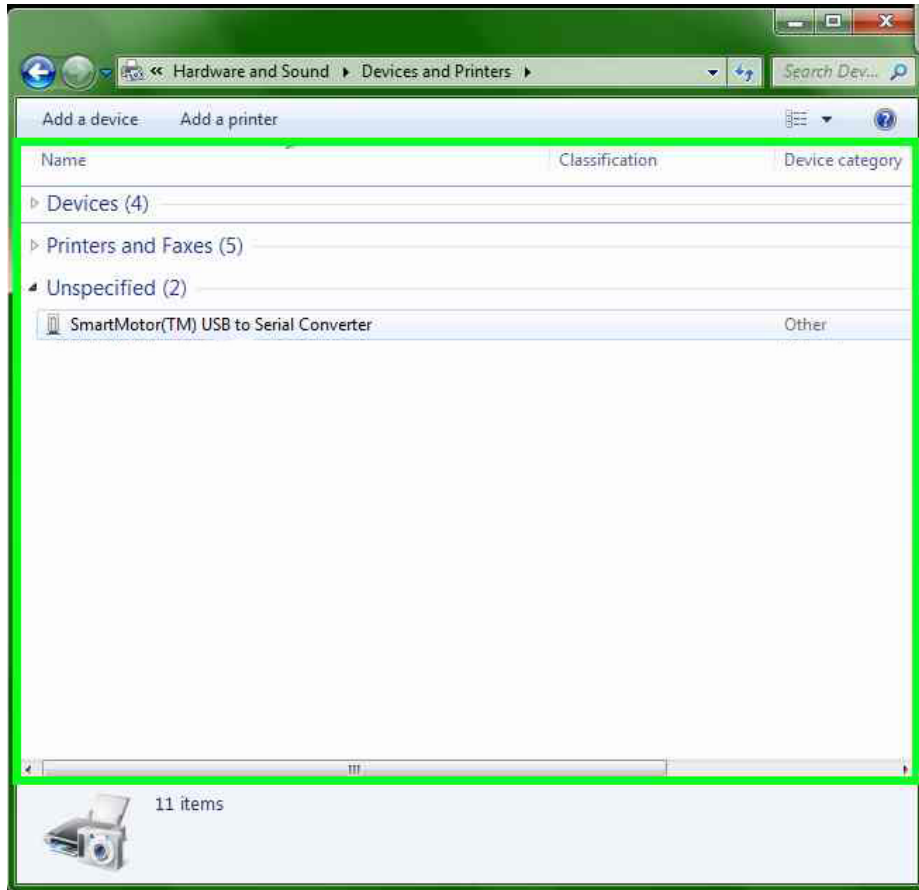 « Hardware and Sound ▸ Devices and Printers ▸ Search Dev...
Add a device Add a printer
Name Classification Device category
Devices (4)
Printers and Faxes (5)
Unspecified (2)
SmartMotor(TM) USB to Serial Converter Other
11 items